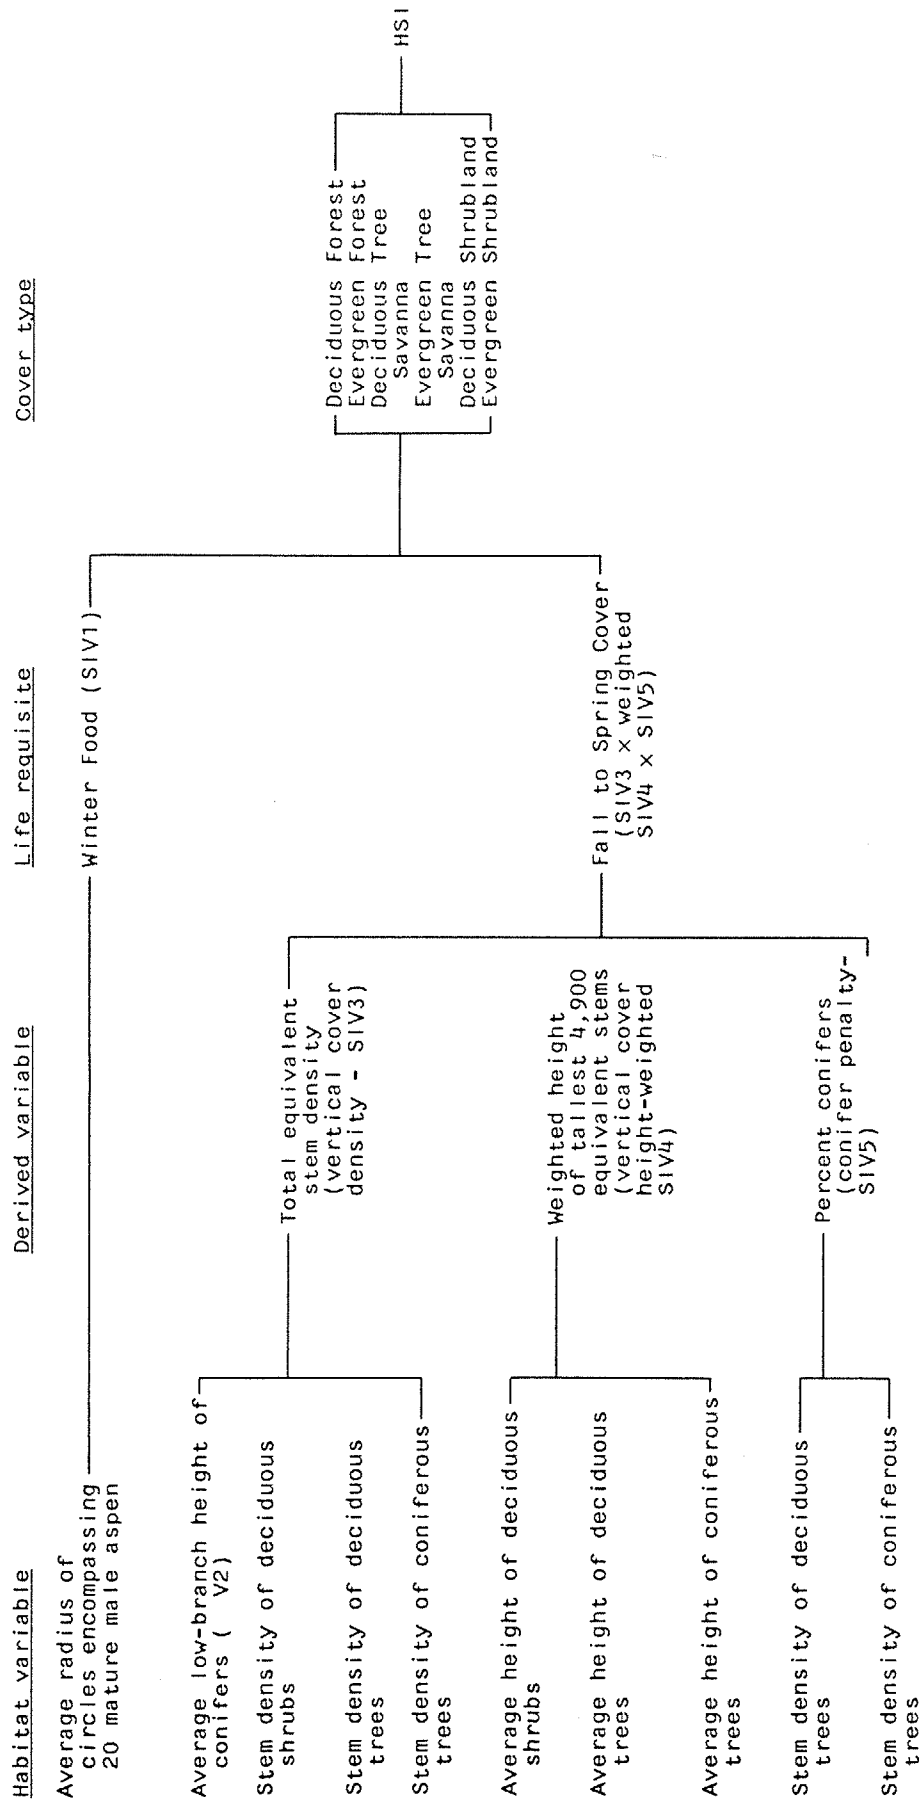 Habitat variable
Derived variable
Life requisite
Cover type
Average radius of
circles encompassing
20 mature male aspen
Winter Food (SIV1)
Average low-branch height of
conifers ( V2)
Stem density of deciduous
shrubs
Stem density of deciduous
trees
Stem density of coniferous
trees
Total equivalent
stem density
(vertical cover
density - SIV3)
Average height of deciduous
shrubs
Average height of deciduous
trees
Average height of coniferous
trees
Weighted height
of tallest 4,900
equivalent stems
(vertical cover
height-weighted
SIV4)
Stem density of deciduous
trees
Stem density of coniferous
trees
Percent conifers
(conifer penalty-
SIV5)
Fall to Spring Cover
(SIV3 x weighted
SIV4 x SIV5)
Deciduous Forest
Evergreen Forest
Deciduous Tree
Savanna
Evergreen Tree
Savanna
Deciduous Shrubland
Evergreen Shrubland
HSI